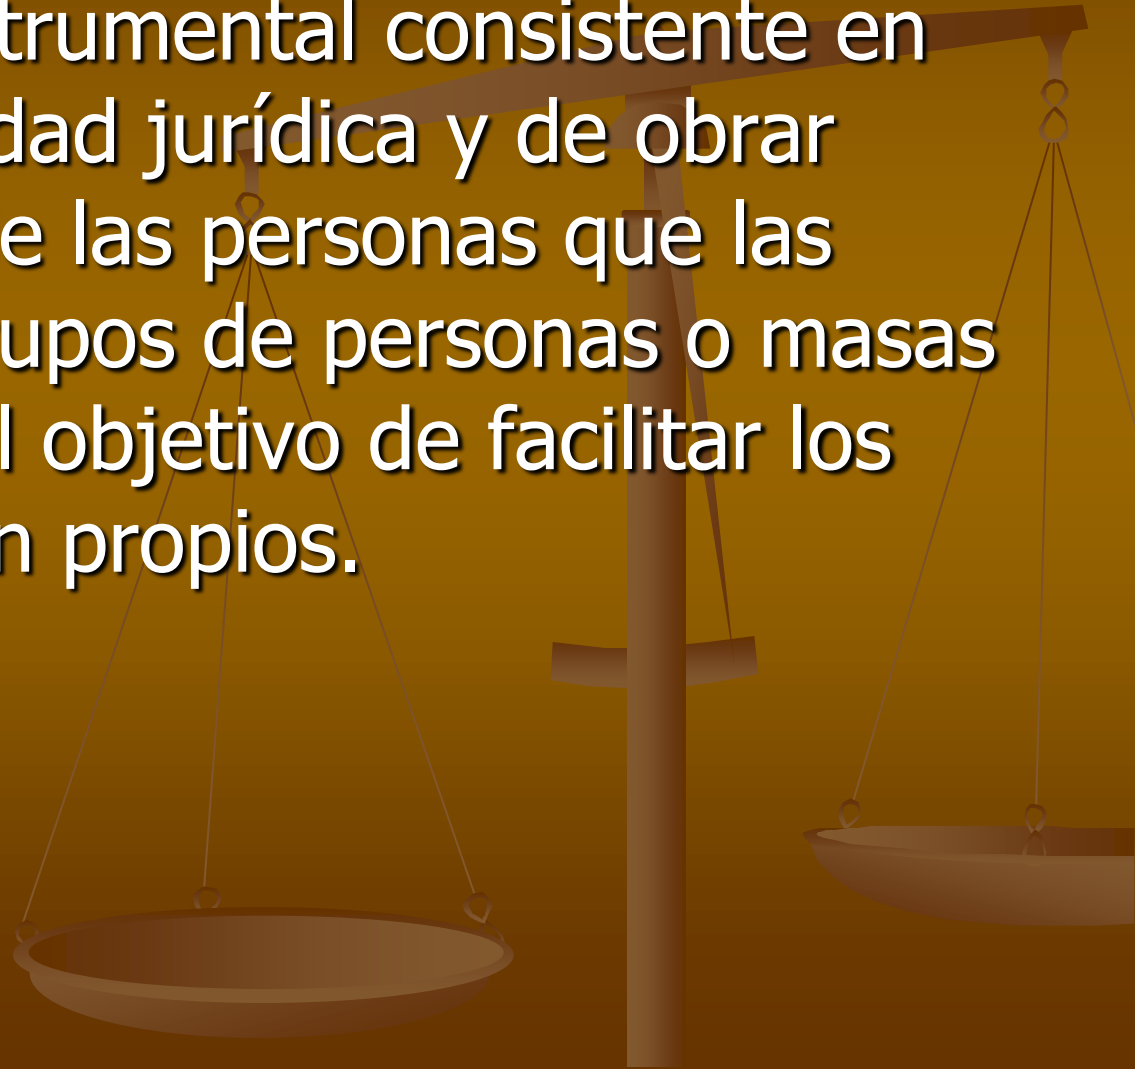 trumental consistente en
dad jurídica y de obrar
e las personas que las
upos de personas o masas
l objetivo de facilitar los
n propios.